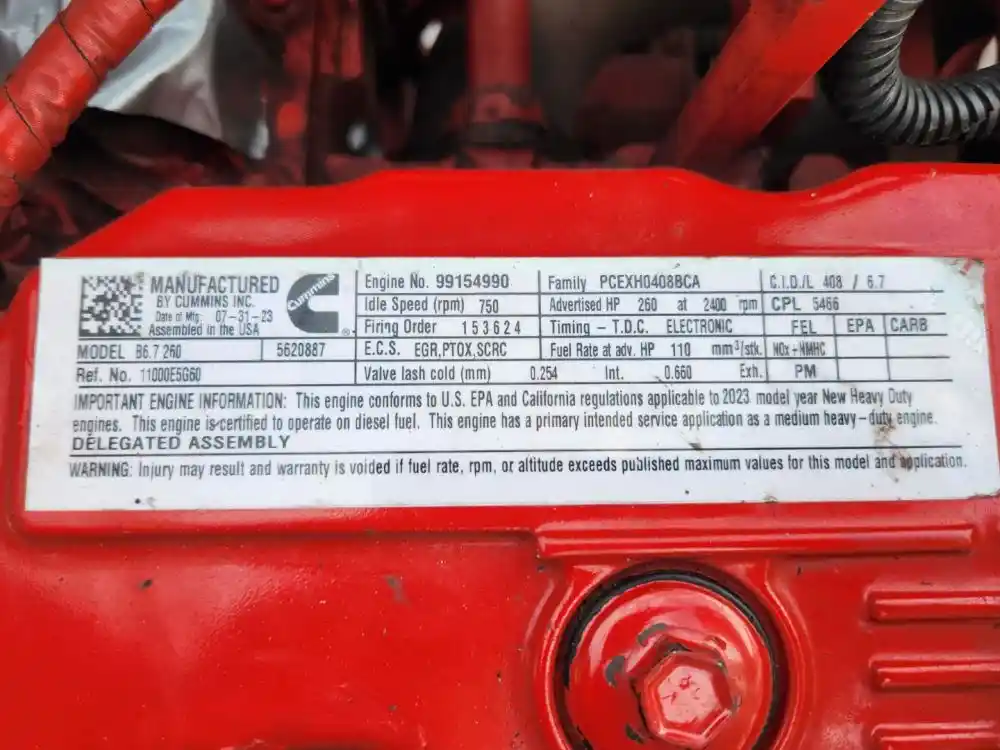 MANUFACTURED
BY CUMMINS INC.
Date of Mfg. 07-31-23
Assembled in the USA
Cummins
®
MODEL B6.7 260 5620887
Ref. No. 11000E5G60
Engine No. 99154990 Family PCEXH0408BCA C.I.D./L 408 / 6.7
Idle Speed (rpm) 750 Advertised HP 260 at 2400 rpm CPL 5466
Firing Order 153624 Timing - T.D.C. ELECTRONIC FEL EPA CARB
E.C.S. EGR,PTOX,SCRC Fuel Rate at adv. HP 110 mm³/stk. NOx+NMHC
Valve lash cold (mm) 0.254 Int. 0.660 Exh. PM
IMPORTANT ENGINE INFORMATION: This engine conforms to U.S. EPA and California regulations applicable to 2023 model year New Heavy Duty
engines. This engine is certified to operate on diesel fuel. This engine has a primary intended service application as a medium heavy-duty engine.
DELEGATED ASSEMBLY
WARNING: Injury may result and warranty is voided if fuel rate, rpm, or altitude exceeds published maximum values for this model and application.